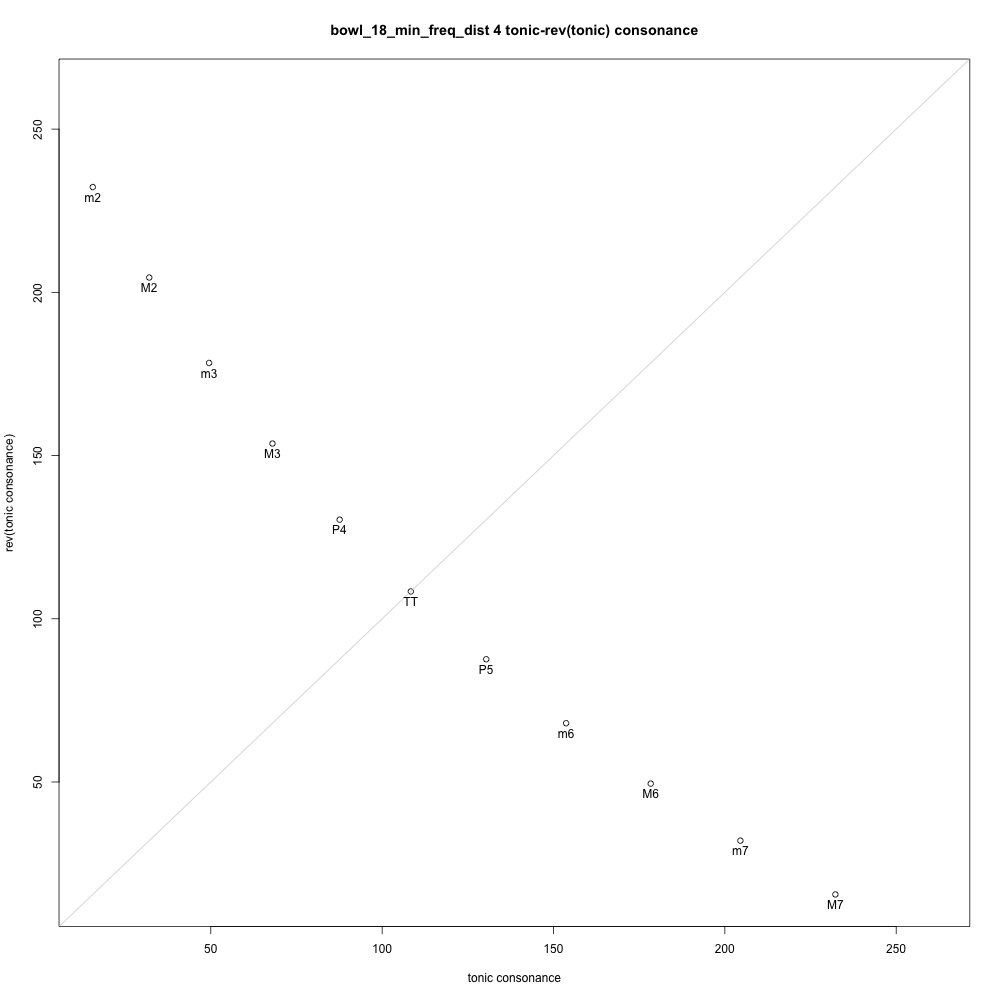 bowl_18_min_freq_dist 4 tonic-rev(tonic) consonance
rev(tonic consonance)
250
200
150
100
50
m2
M2
m3
M3
P4
TT
P5
m6
M6
m7
M7
50
100
150
200
250
tonic consonance